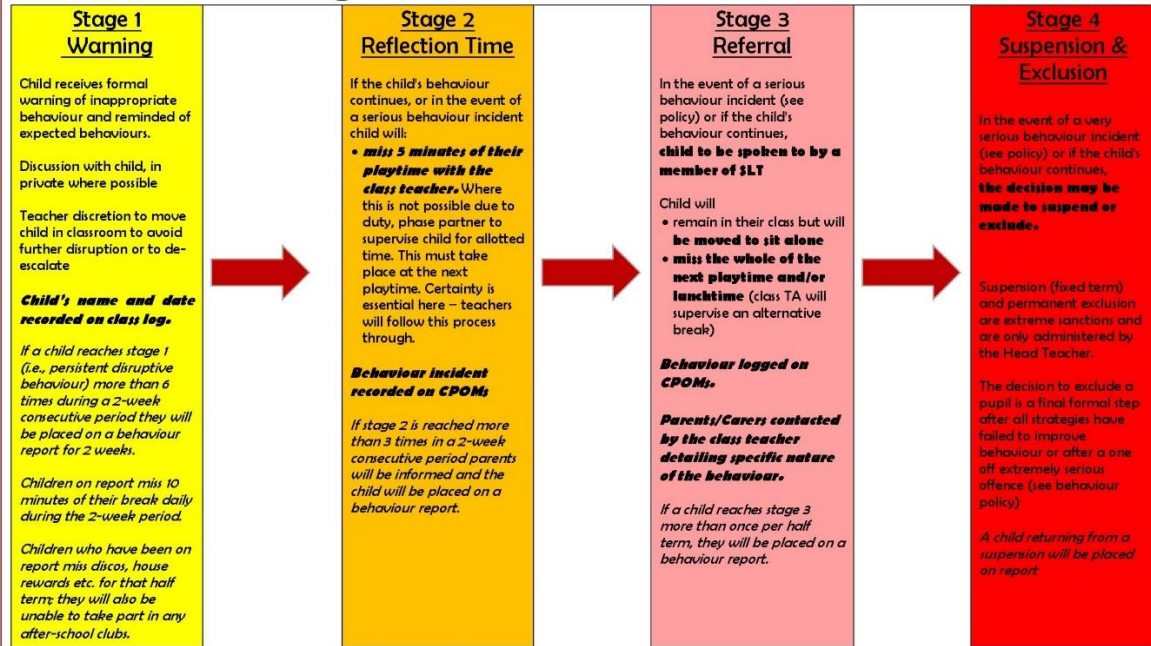 Stage 1
Warning
Child receives formal
warning of inappropriate
behaviour and reminded of
expected behaviours.
Discussion with child, in
private where possible
Teacher discretion to move
child in classroom to avoid
further disruption or to de-
escalate
Child's name and date
recorded on class log.
If a child reaches stage 1
(i.e., persistent disruptive
behaviour) more than 6
times during a 2-week
consecutive period they will
be placed on a behaviour
report for 2 weeks.
Children on report miss 10
minutes of their break daily
during the 2-week period.
Children who have been on
report miss discos, house
rewards etc. for that half
term; they will also be
unable to take part in any
after-school clubs.
Stage 2
Reflection Time
If the child's behaviour
continues, or in the event of
a serious behaviour incident
child will:
• miss 5 minutes of their
playtime with the
class teacher. Where
this is not possible due to
duty, phase partner to
supervise child for allotted
time. This must take
place at the next
playtime. Certainty is
essential here – teachers
will follow this process
through.
Behaviour incident
recorded on CPOMs
If stage 2 is reached more
than 3 times in a 2-week
consecutive period parents
will be informed and the
child will be placed on a
behaviour report.
Stage 3
Referral
In the event of a serious
behaviour incident (see
policy) or if the child's
behaviour continues,
child to be spoken to by a
member of SLT
Child will
• remain in their class but will
be moved to sit alone
• miss the whole of the
next playtime and/or
lunchtime (class TA will
supervise an alternative
break)
Behaviour logged on
CPOMs.
Parents/Carers contacted
by the class teacher
detailing specific nature
of the behaviour.
If a child reaches stage 3
more than once per half
term, they will be placed on a
behaviour report.
Stage 4
Suspension &
Exclusion
In the event of a very
serious behaviour incident
(see policy) or if the child's
behaviour continues,
the decision may be
made to suspend or
exclude.
Suspension (fixed term)
and permanent exclusion
are extreme sanctions and
are only administered by
the Head Teacher.
The decision to exclude a
pupil is a final formal step
after all strategies have
failed to improve
behaviour or after a one
off extremely serious
offence (see behaviour
policy)
A child returning from a
suspension will be placed
on report